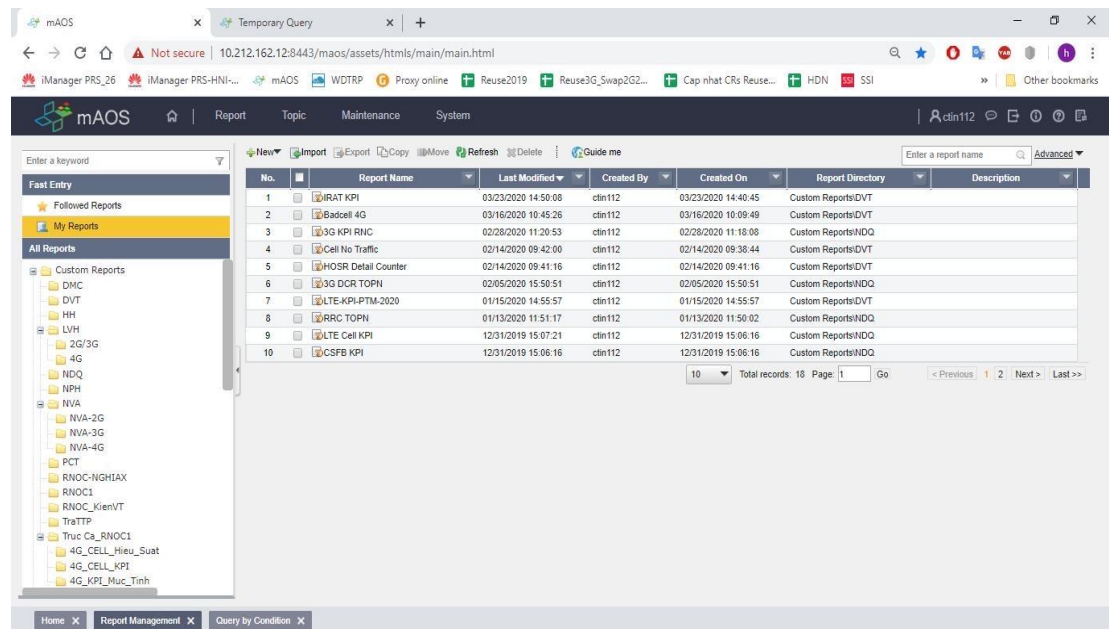 mAOS
Temporary Query
Not secure 10.212.162.12:8443/maos/assets/htmls/main/main.html
iManager PRS_26 iManager PRS-HNI-... mAOS WDTRP Proxy online Reuse2019 Reuse3G_Swap2G2... Cap nhat CRs Reuse... HDN SSI SSI » Other bookmarks
mAOS Report Topic Maintenance System ctin112
Enter a keyword
New Import Export Copy Move Refresh Delete Guide me Enter a report name Advanced
Fast Entry
Followed Reports
My Reports
All Reports
Custom Reports
DMC
DVT
HH
LVH
2G/3G
4G
NDQ
NPH
NVA
NVA-2G
NVA-3G
NVA-4G
PCT
RNOC-NGHIAX
RNOC1
RNOC_KienVT
TraTTP
Truc Ca_RNOC1
4G_CELL_Hieu_Suat
4G_CELL_KPI
4G_KPI_Muc_Tinh
No. Report Name Last Modified Created By Created On Report Directory Description
1 IRAT KPI 03/23/2020 14:50:08 ctin112 03/23/2020 14:40:45 Custom Reports\DVT
2 Badcell 4G 03/16/2020 10:45:26 ctin112 03/16/2020 10:09:49 Custom Reports\DVT
3 3G KPI RNC 02/28/2020 11:20:53 ctin112 02/28/2020 11:18:08 Custom Reports\NDQ
4 Cell No Traffic 02/14/2020 09:42:00 ctin112 02/14/2020 09:38:44 Custom Reports\DVT
5 HOSR Detail Counter 02/14/2020 09:41:16 ctin112 02/14/2020 09:41:16 Custom Reports\DVT
6 3G DCR TOPN 02/05/2020 15:50:51 ctin112 02/05/2020 15:50:51 Custom Reports\NDQ
7 LTE-KPI-PTM-2020 01/15/2020 14:55:57 ctin112 01/15/2020 14:55:57 Custom Reports\DVT
8 RRC TOPN 01/13/2020 11:51:17 ctin112 01/13/2020 11:50:02 Custom Reports\NDQ
9 LTE Cell KPI 12/31/2019 15:07:21 ctin112 12/31/2019 15:06:16 Custom Reports\NDQ
10 CSFB KPI 12/31/2019 15:06:16 ctin112 12/31/2019 15:06:16 Custom Reports\NDQ
10 Total records: 18 Page: 1 Go < Previous 1 2 Next > Last >>
Home X Report Management X Query by Condition X